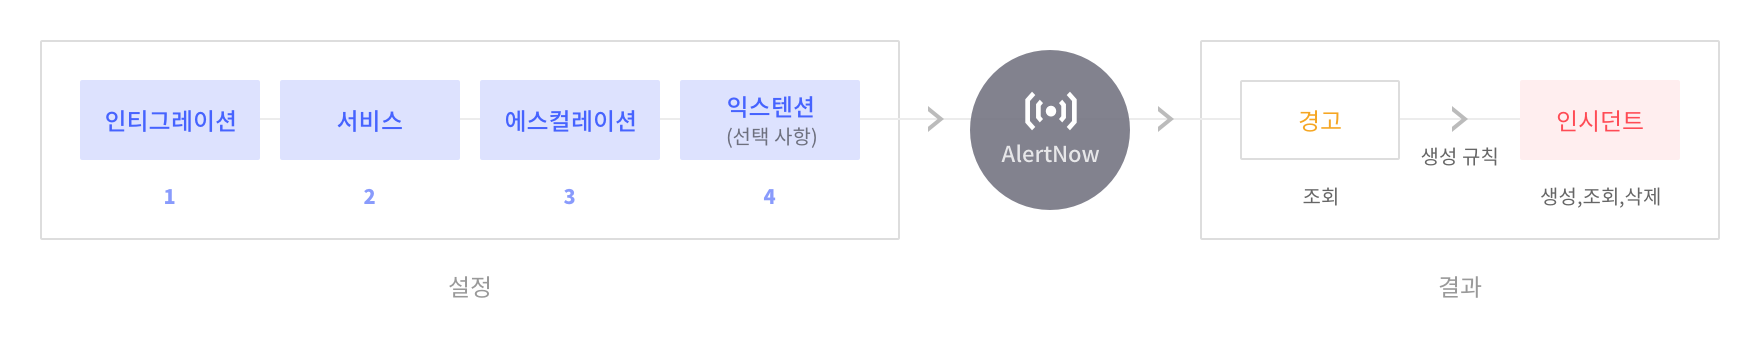 인티그레이션
서비스
에스컬레이션
익스텐션
(선택 사항)
1
2
3
4
설정
AlertNow
경고
조회
생성 규칙
인시던트
생성,조회,삭제
결과